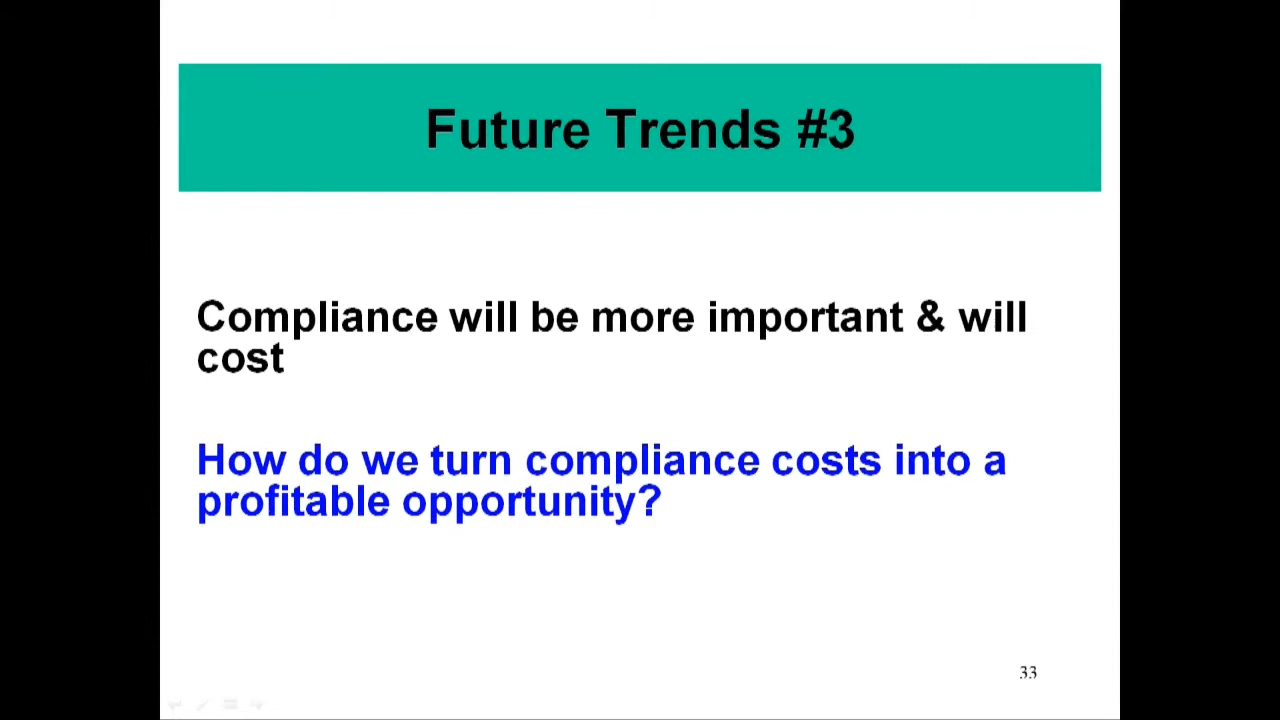 Future Trends #3
Compliance will be more important & will
cost
How do we turn compliance costs into a
profitable opportunity?
33